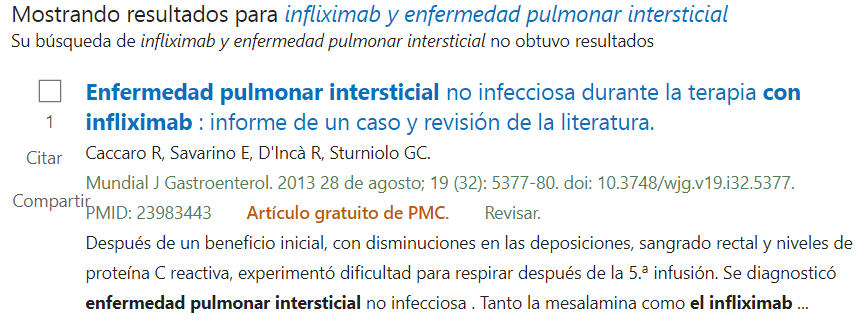 Mostrando resultados para infliximab y enfermedad pulmonar intersticial
Su búsqueda de infliximab y enfermedad pulmonar intersticial no obtuvo resultados
Enfermedad pulmonar intersticial no infecciosa durante la terapia con
infliximab : informe de un caso y revisión de la literatura.
1
Citar
Compartir
Caccaro R, Savarino E, D'Incà R, Sturniolo GC.
Mundial J Gastroenterol. 2013 28 de agosto; 19 (32): 5377-80. doi: 10.3748/wjg.v19.i32.5377.
PMID: 23983443 Artículo gratuito de PMC. Revisar.
Después de un beneficio inicial, con disminuciones en las deposiciones, sangrado rectal y niveles de
proteína C reactiva, experimentó dificultad para respirar después de la 5.ª infusión. Se diagnosticó
enfermedad pulmonar intersticial no infecciosa . Tanto la mesalamina como el infliximab ...